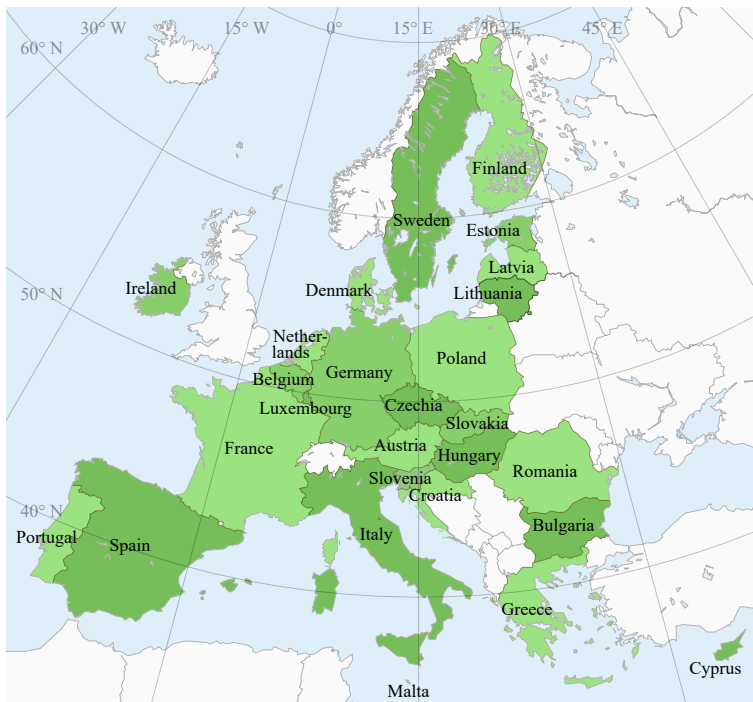 30° W
15° W
0°
15° E
30° E
45° E
60° N
Finland
Sweden
Estonia
Latvia
Ireland
Denmark
Lithuania
50° N
Nether-
lands
Poland
Belgium
Germany
Luxembourg
Czechia
Slovakia
France
Austria
Hungary
Romania
Slovenia
Croatia
40° N
Bulgaria
Portugal
Spain
Italy
Greece
Cyprus
Malta